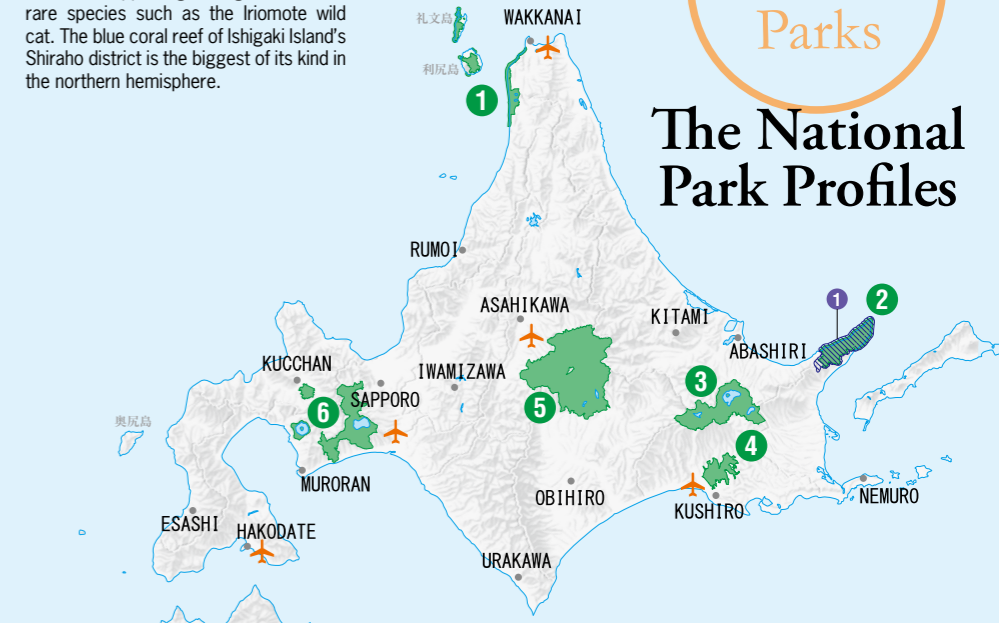 rare species such as the Iriomote wild
cat. The blue coral reef of Ishigaki Island's
Shiraho district is the biggest of its kind in
the northern hemisphere.
Parks
The National
Park Profiles
礼文島
WAKKANAI
利尻島
1
RUMOI
ASAHIKAWA
KITAMI
1
2
ABASHIRI
KUCCHAN
IWAMIZAWA
SAPPORO
3
5
6
奥尻島
4
MURORAN
OBIHIRO
KUSHIRO
NEMURO
ESASHI
HAKODATE
URAKAWA